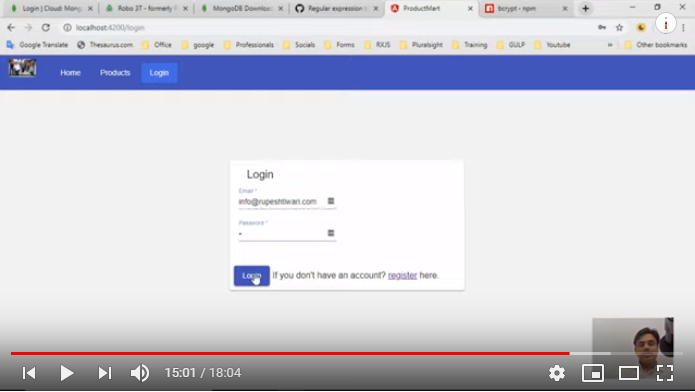 Login | Cloud: Mong
Robo 3T - formerly R
MongoDB Download
Regular expression t
ProductMart
bcrypt - npm
localhost:4200/login
Google Translate
Thesaurus.com
Office
google
Professionals
Socials
Forms
RXJS
Pluralsight
Training
GULP
Youtube
»
Other bookmarks
Home
Products
Login
Login
Email *
info@rupeshtiwari.com
Password *
Login
If you don't have an account? register here.
15:01 / 18:04